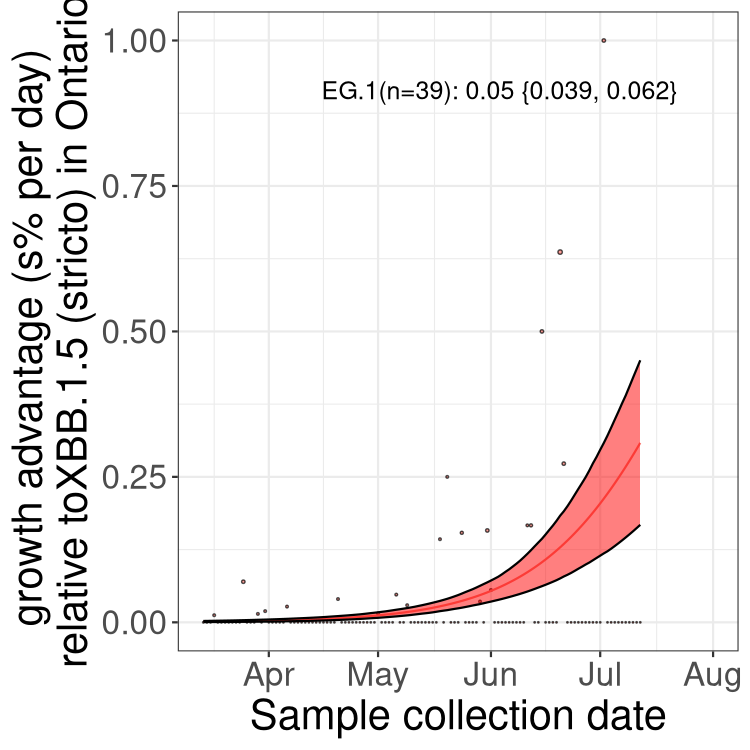 growth advantage (s% per day)
relative toXBB.1.5 (stricto) in Ontario
1.00
0.75
0.50
0.25
0.00
EG.1(n=39): 0.05 {0.039, 0.062}
Apr May Jun Jul Aug
Sample collection date